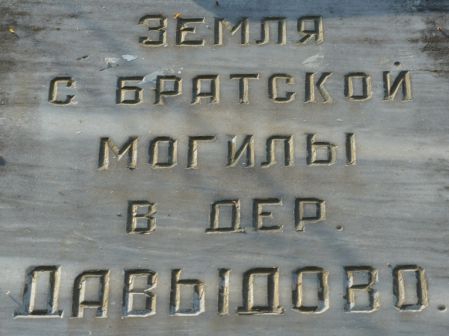 ЗЕМЛЯ
С БРАТСКОЙ
МОГИЛЫ
В ДЕР.
ДАВЫДОВО.